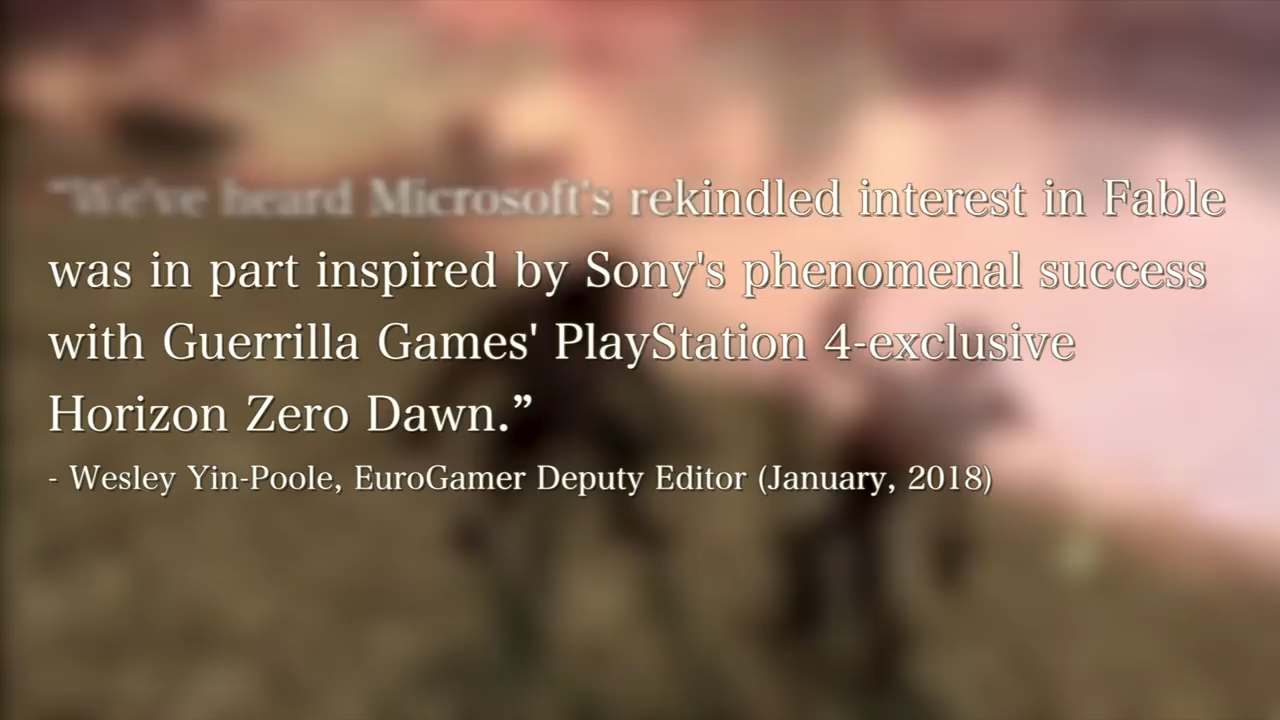 “We've heard Microsoft's rekindled interest in Fable
was in part inspired by Sony's phenomenal success
with Guerrilla Games' PlayStation 4-exclusive
Horizon Zero Dawn.”
- Wesley Yin-Poole, EuroGamer Deputy Editor (January, 2018)